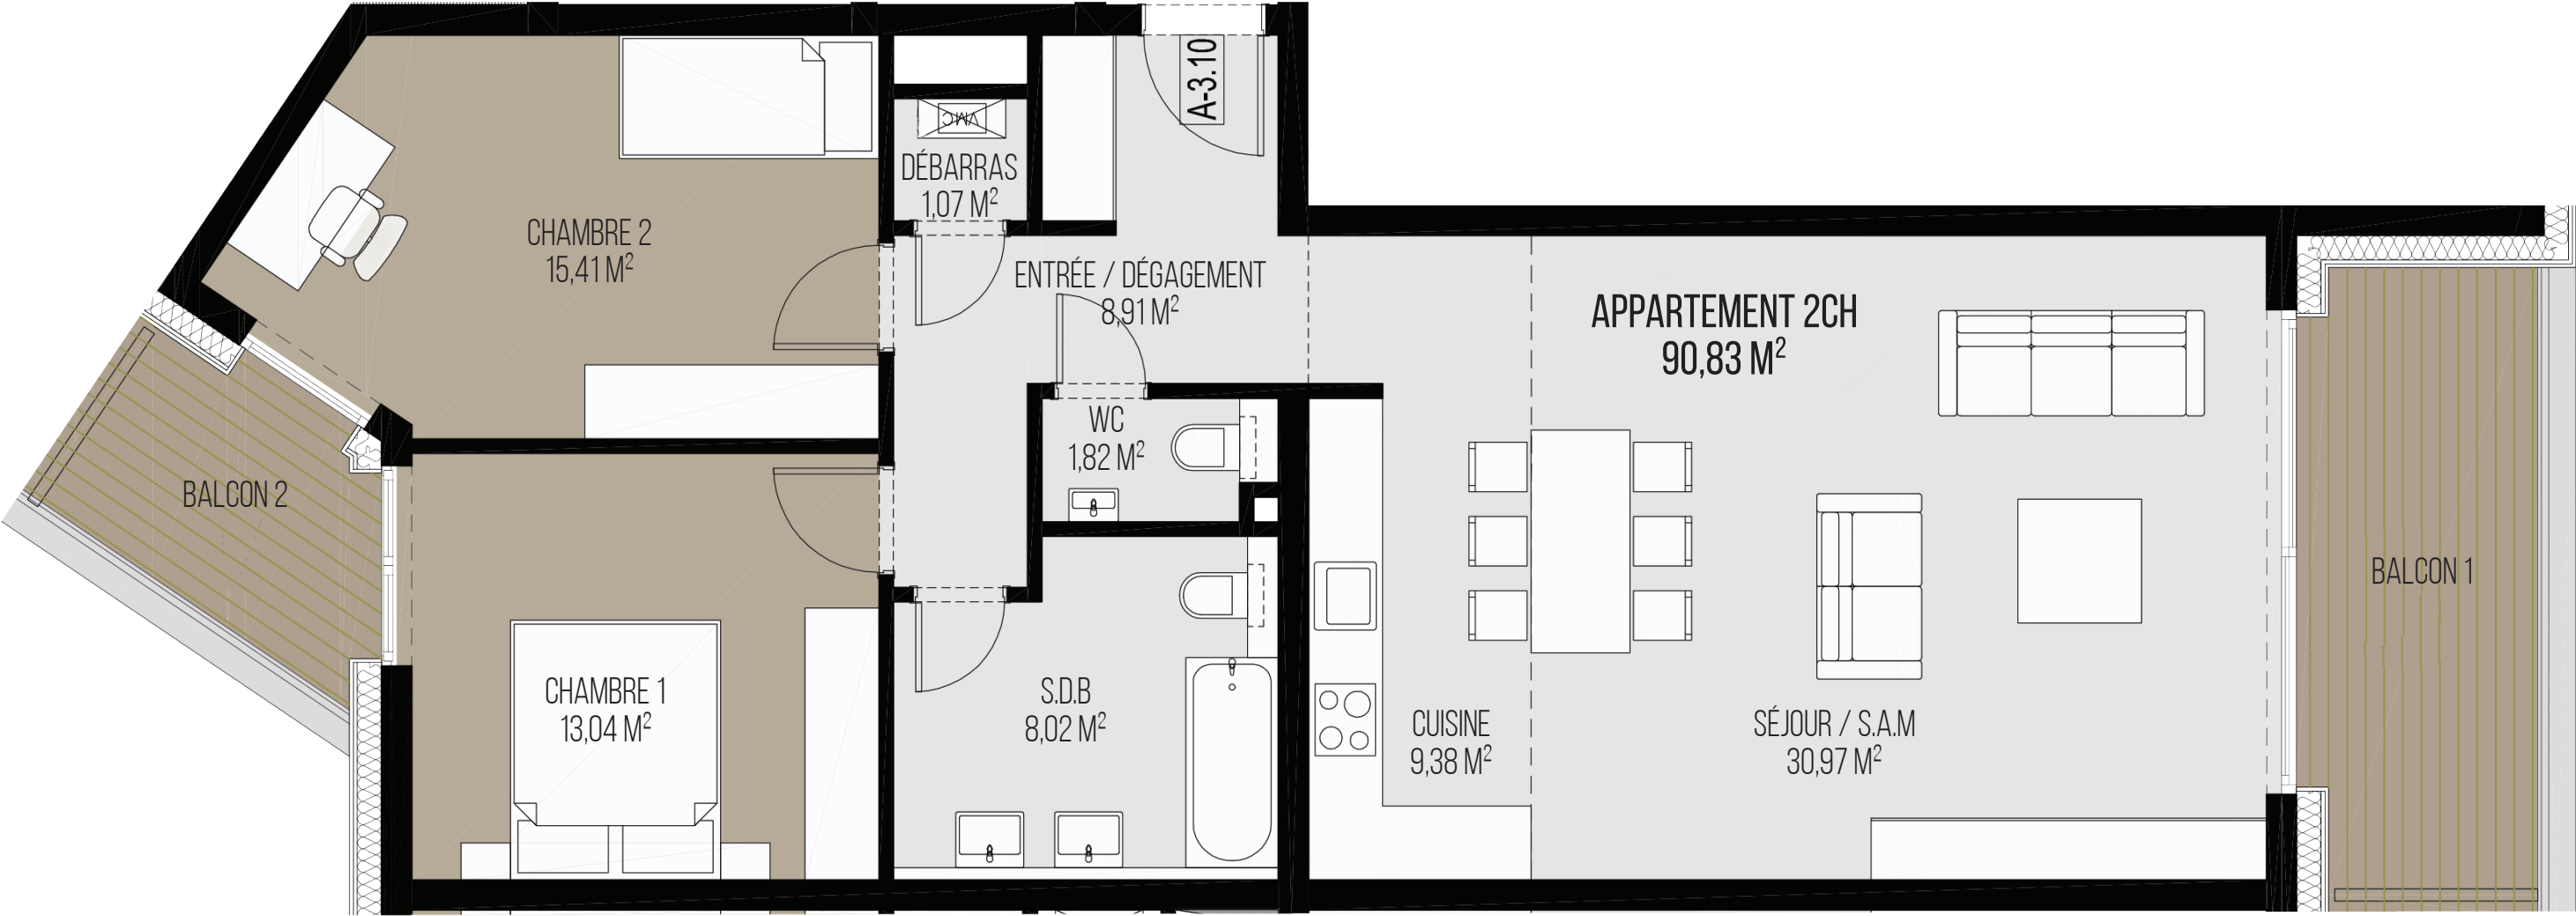 A-3.10
VMC
DÉBARRAS
1,07 M²
CHAMBRE 2
15,41 M²
ENTRÉE / DÉGAGEMENT
8,91 M²
APPARTEMENT 2CH
90,83 M²
WC
1,82 M²
BALCON 2
BALCON 1
CHAMBRE 1
13,04 M²
S.D.B
8,02 M²
CUISINE
9,38 M²
SÉJOUR / S.A.M
30,97 M²